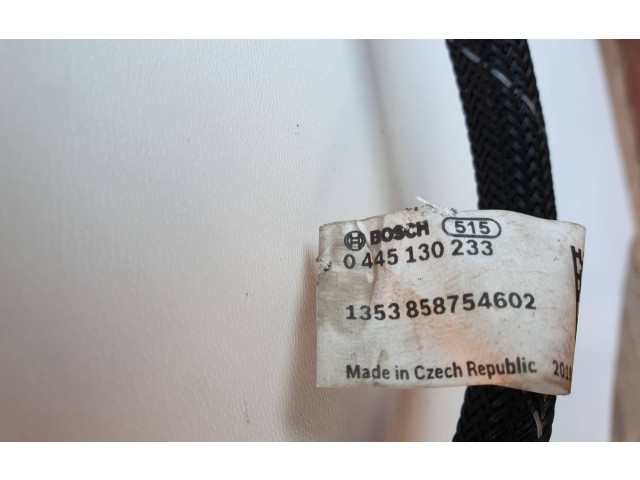 BOSCH 515
0 445 130 233
1353 858754602
Made in Czech Republic